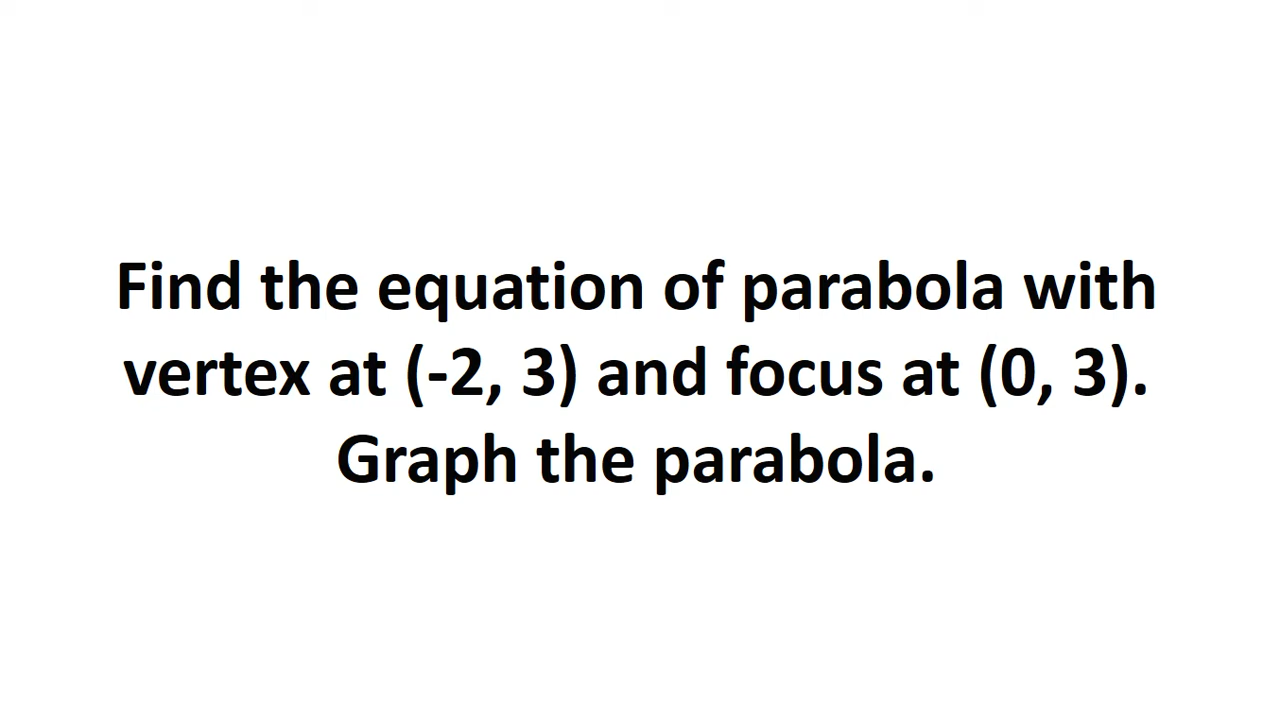 Find the equation of parabola with
vertex at (-2, 3) and focus at (0, 3).
Graph the parabola.